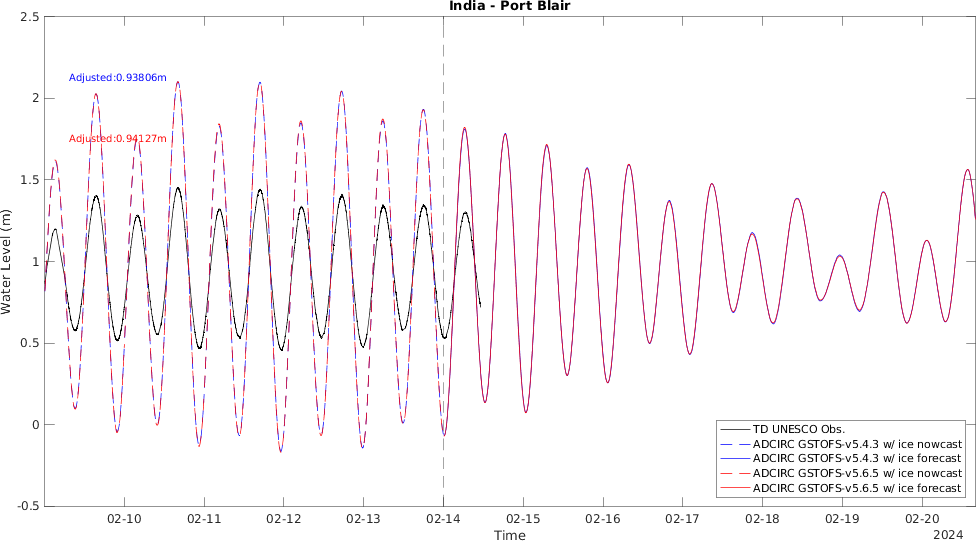 India - Port Blair
2.5
2
1.5
1
0.5
0
-0.5
Water Level (m)
Adjusted:0.93806m
Adjusted:0.94127m
TD UNESCO Obs.
ADCIRC GSTOFS-v5.4.3 w/ ice nowcast
ADCIRC GSTOFS-v5.4.3 w/ ice forecast
ADCIRC GSTOFS-v5.6.5 w/ ice nowcast
ADCIRC GSTOFS-v5.6.5 w/ ice forecast
02-10 02-11 02-12 02-13 02-14 02-15 02-16 02-17 02-18 02-19 02-20
Time
2024